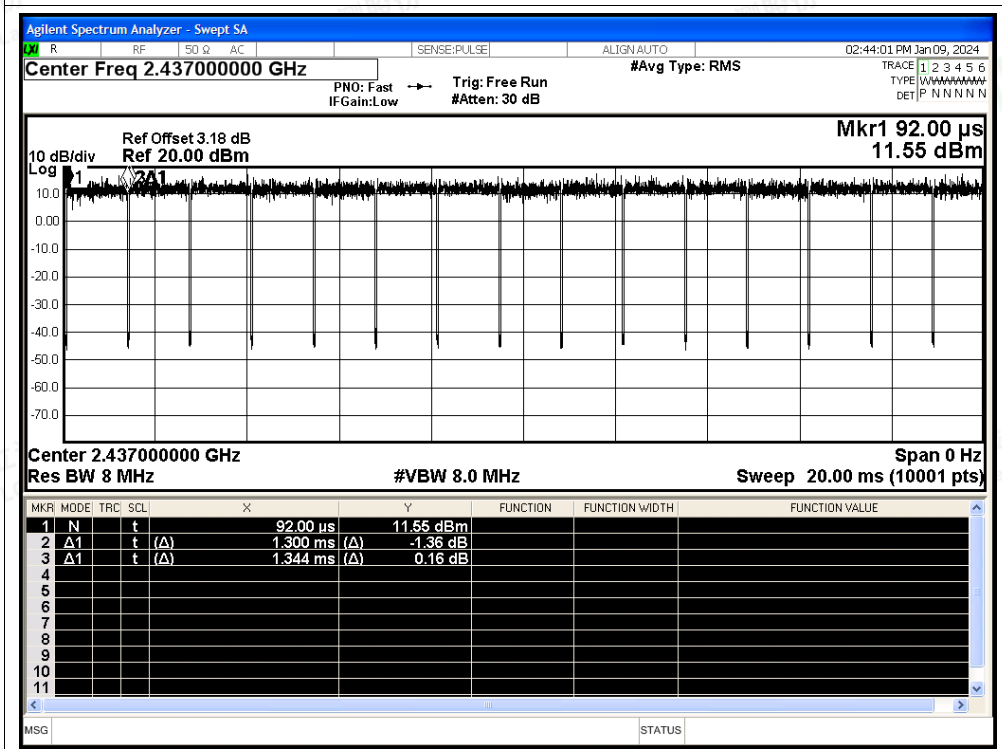 Agilent Spectrum Analyzer - Swept SA
LXI R RF 50 Ω AC SENSE:PULSE ALIGN AUTO 02:44:01 PM Jan 09, 2024
Center Freq 2.437000000 GHz #Avg Type: RMS TRACE 1 2 3 4 5 6
PNO: Fast Trig: Free Run TYPE WWWWWW
IFGain:Low #Atten: 30 dB DET P N N N N N
Mkr1 92.00 µs
Ref Offset 3.18 dB
10 dB/div Ref 20.00 dBm 11.55 dBm
Log
1 2 3Δ1
10.0
0.00
-10.0
-20.0
-30.0
-40.0
-50.0
-60.0
-70.0
Center 2.437000000 GHz Span 0 Hz
Res BW 8 MHz #VBW 8.0 MHz Sweep 20.00 ms (10001 pts)
MKR MODE TRC SCL X Y FUNCTION FUNCTION WIDTH FUNCTION VALUE
1 N t 92.00 µs 11.55 dBm
2 Δ1 t (Δ) 1.300 ms (Δ) -1.36 dB
3 Δ1 t (Δ) 1.344 ms (Δ) 0.16 dB
4
5
6
7
8
9
10
11
MSG STATUS